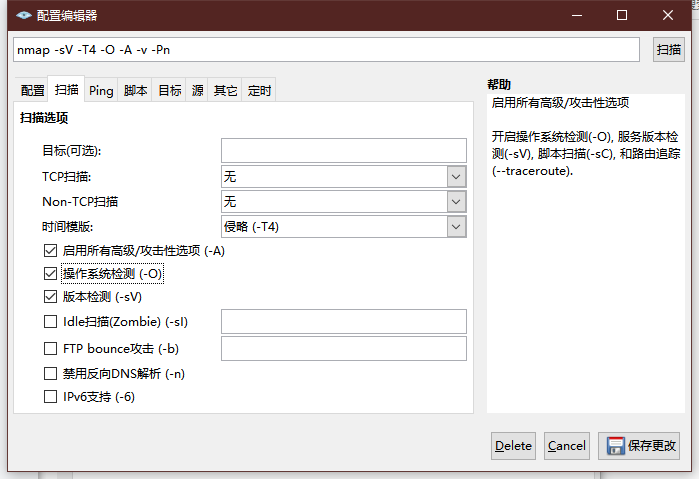 配置编辑器
nmap -sV -T4 -O -A -v -Pn
扫描
配置 扫描 Ping 脚本 目标 源 其它 定时
扫描选项
目标(可选):
TCP扫描: 无
Non-TCP扫描 无
时间模版: 侵略 (-T4)
启用所有高级/攻击性选项 (-A)
操作系统检测 (-O)
版本检测 (-sV)
Idle扫描(Zombie) (-sI)
FTP bounce攻击 (-b)
禁用反向DNS解析 (-n)
IPv6支持 (-6)
帮助
启用所有高级/攻击性选项
开启操作系统检测(-O), 服务版本检
测(-sV), 脚本扫描(-sC), 和路由追踪
(--traceroute).
Delete Cancel 保存更改